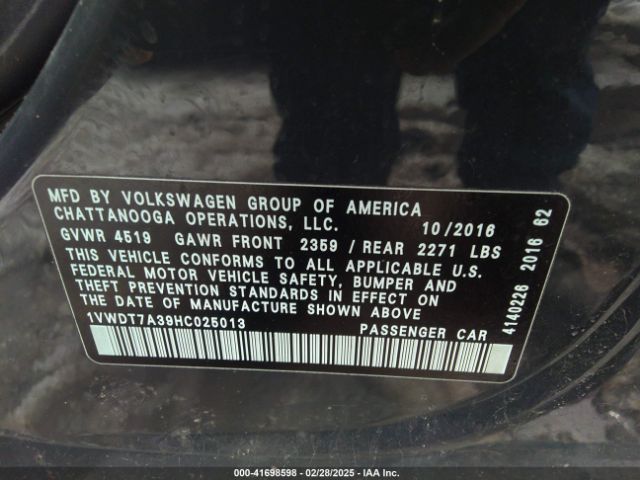 MFD BY VOLKSWAGEN GROUP OF AMERICA
CHATTANOOGA OPERATIONS, LLC. 10/2016
GVWR 4519 GAWR FRONT 2359 / REAR 2271 LBS
THIS VEHICLE CONFORMS TO ALL APPLICABLE U.S.
FEDERAL MOTOR VEHICLE SAFETY, BUMPER AND
THEFT PREVENTION STANDARDS IN EFFECT ON
THE DATE OF MANUFACTURE SHOWN ABOVE
1VWDT7A39HC025013 PASSENGER CAR
4140226 2016 62
000-41698598 - 02/28/2025 - IAA Inc.